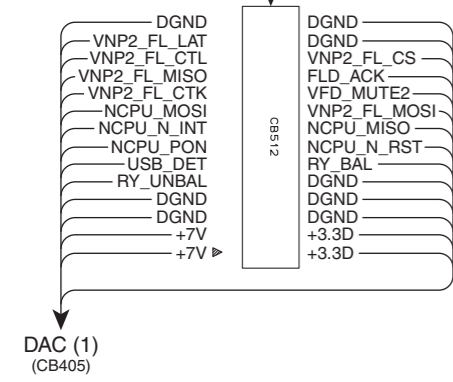 DGND DGND
VNP2_FL_LAT DGND
VNP2_FL_CTL VNP2_FL_CS
VNP2_FL_MISO FLD_ACK
VNP2_FL_CTK VFD_MUTE2
NCPU_MOSI VNP2_FL_MOSI
NCPU_N_INT NCPU_MISO
NCPU_PON NCPU_N_RST
USB_DET RY_BAL
RY_UNBAL DGND
DGND DGND
DGND DGND
+7V +3.3D
+7V +3.3D
CB512
DAC (1)
(CB405)